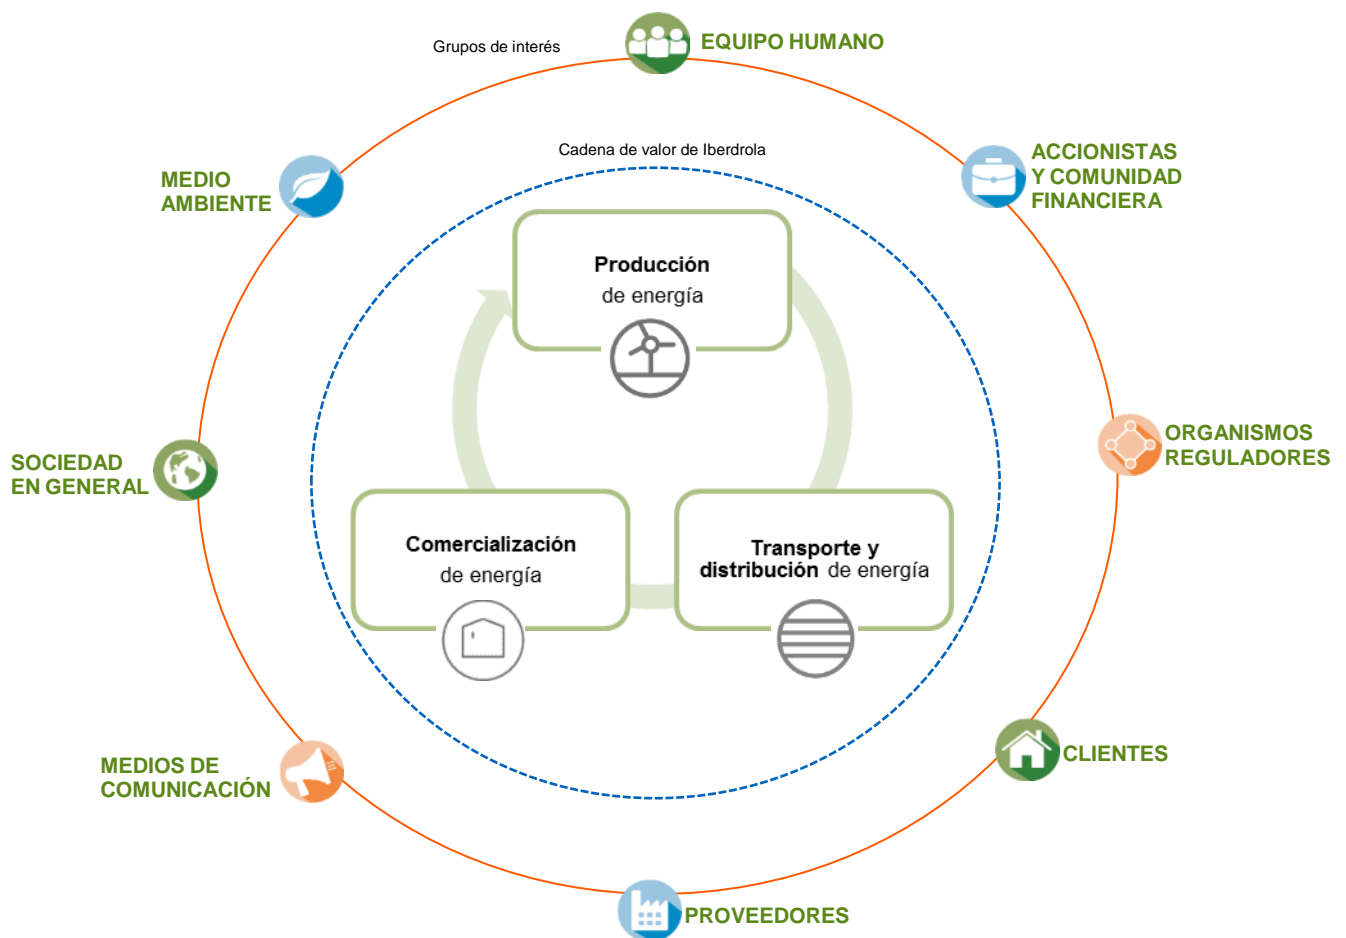 Grupos de interés
EQUIPO HUMANO
Cadena de valor de Iberdrola
ACCIONISTAS
Y COMUNIDAD
FINANCIERA
MEDIO
AMBIENTE
Producción
de energía
ORGANISMOS
REGULADORES
SOCIEDAD
EN GENERAL
Comercialización
de energía
Transporte y
distribución de energía
CLIENTES
MEDIOS DE
COMUNICACIÓN
PROVEEDORES